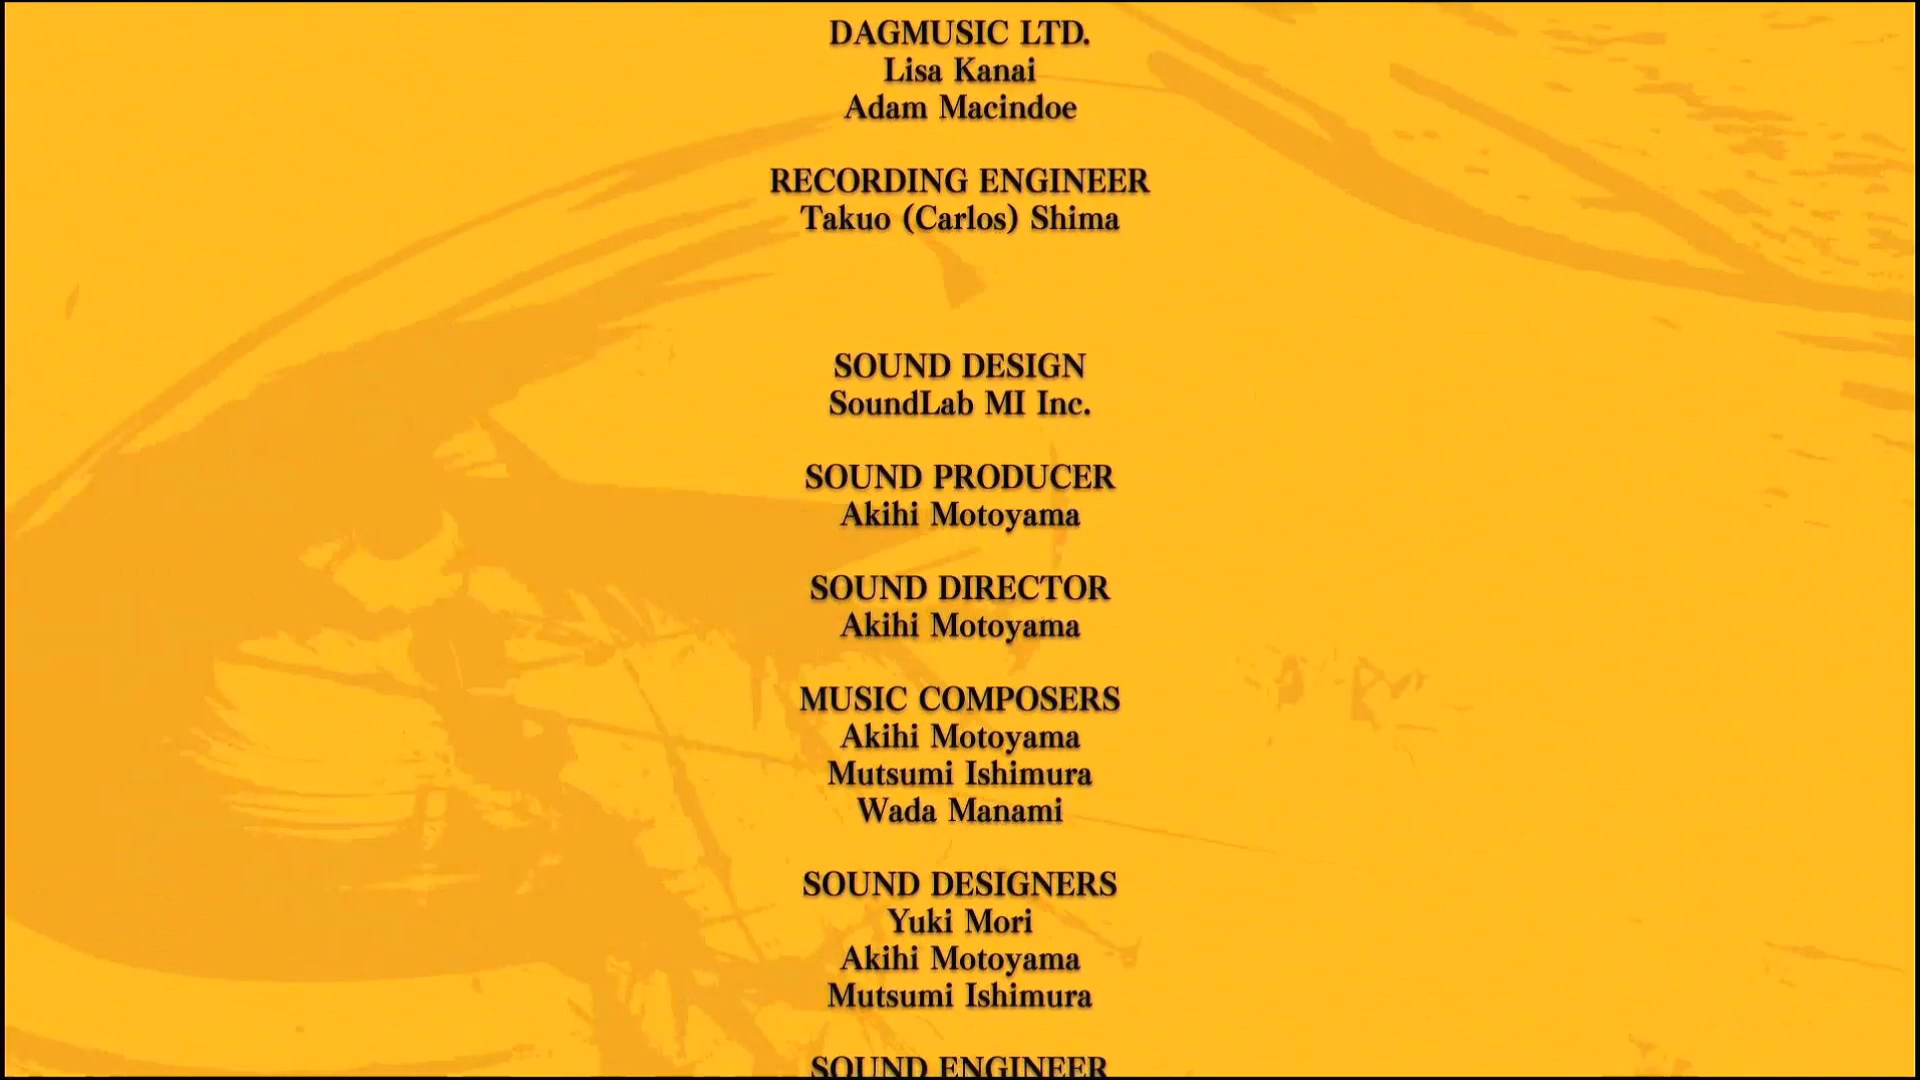 DAGMUSIC LTD.
Lisa Kanai
Adam Macindoe
RECORDING ENGINEER
Takuo (Carlos) Shima
SOUND DESIGN
SoundLab MI Inc.
SOUND PRODUCER
Akihi Motoyama
SOUND DIRECTOR
Akihi Motoyama
MUSIC COMPOSERS
Akihi Motoyama
Mutsumi Ishimura
Wada Manami
SOUND DESIGNERS
Yuki Mori
Akihi Motoyama
Mutsumi Ishimura
SOUND ENGINEER